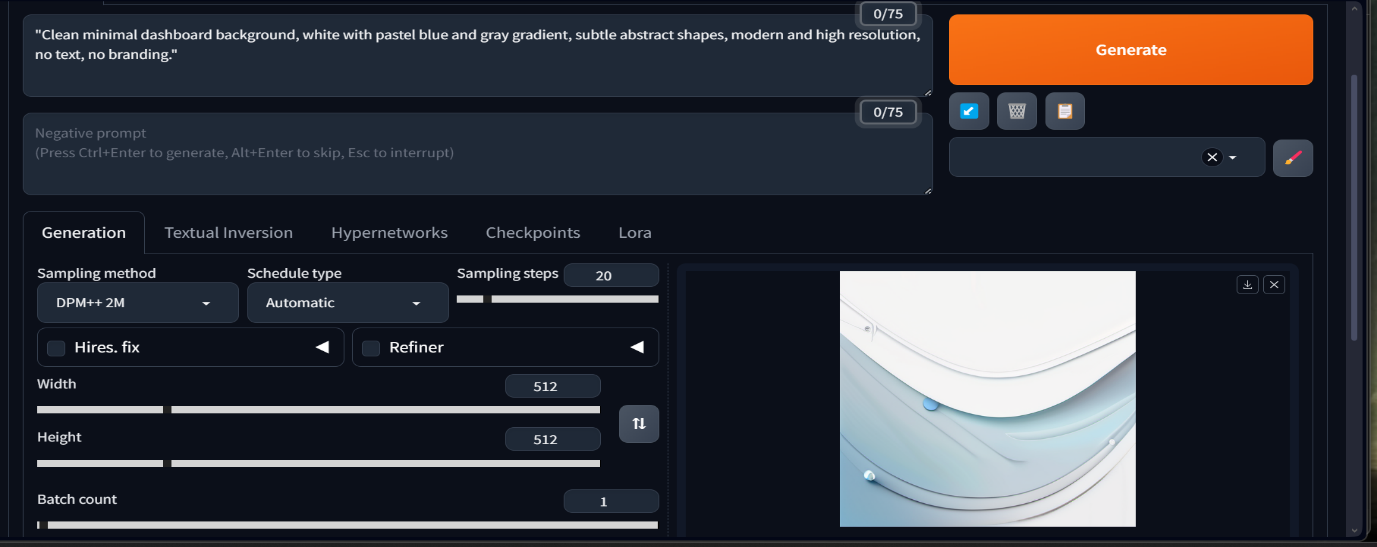 0/75
"Clean minimal dashboard background, white with pastel blue and gray gradient, subtle abstract shapes, modern and high resolution,
no text, no branding."
Generate
0/75
Negative prompt
(Press Ctrl+Enter to generate, Alt+Enter to skip, Esc to interrupt)
Generation
Textual Inversion
Hypernetworks
Checkpoints
Lora
Sampling method
DPM++ 2M
Schedule type
Automatic
Sampling steps
20
Hires. fix
Refiner
Width
512
Height
512
Batch count
1